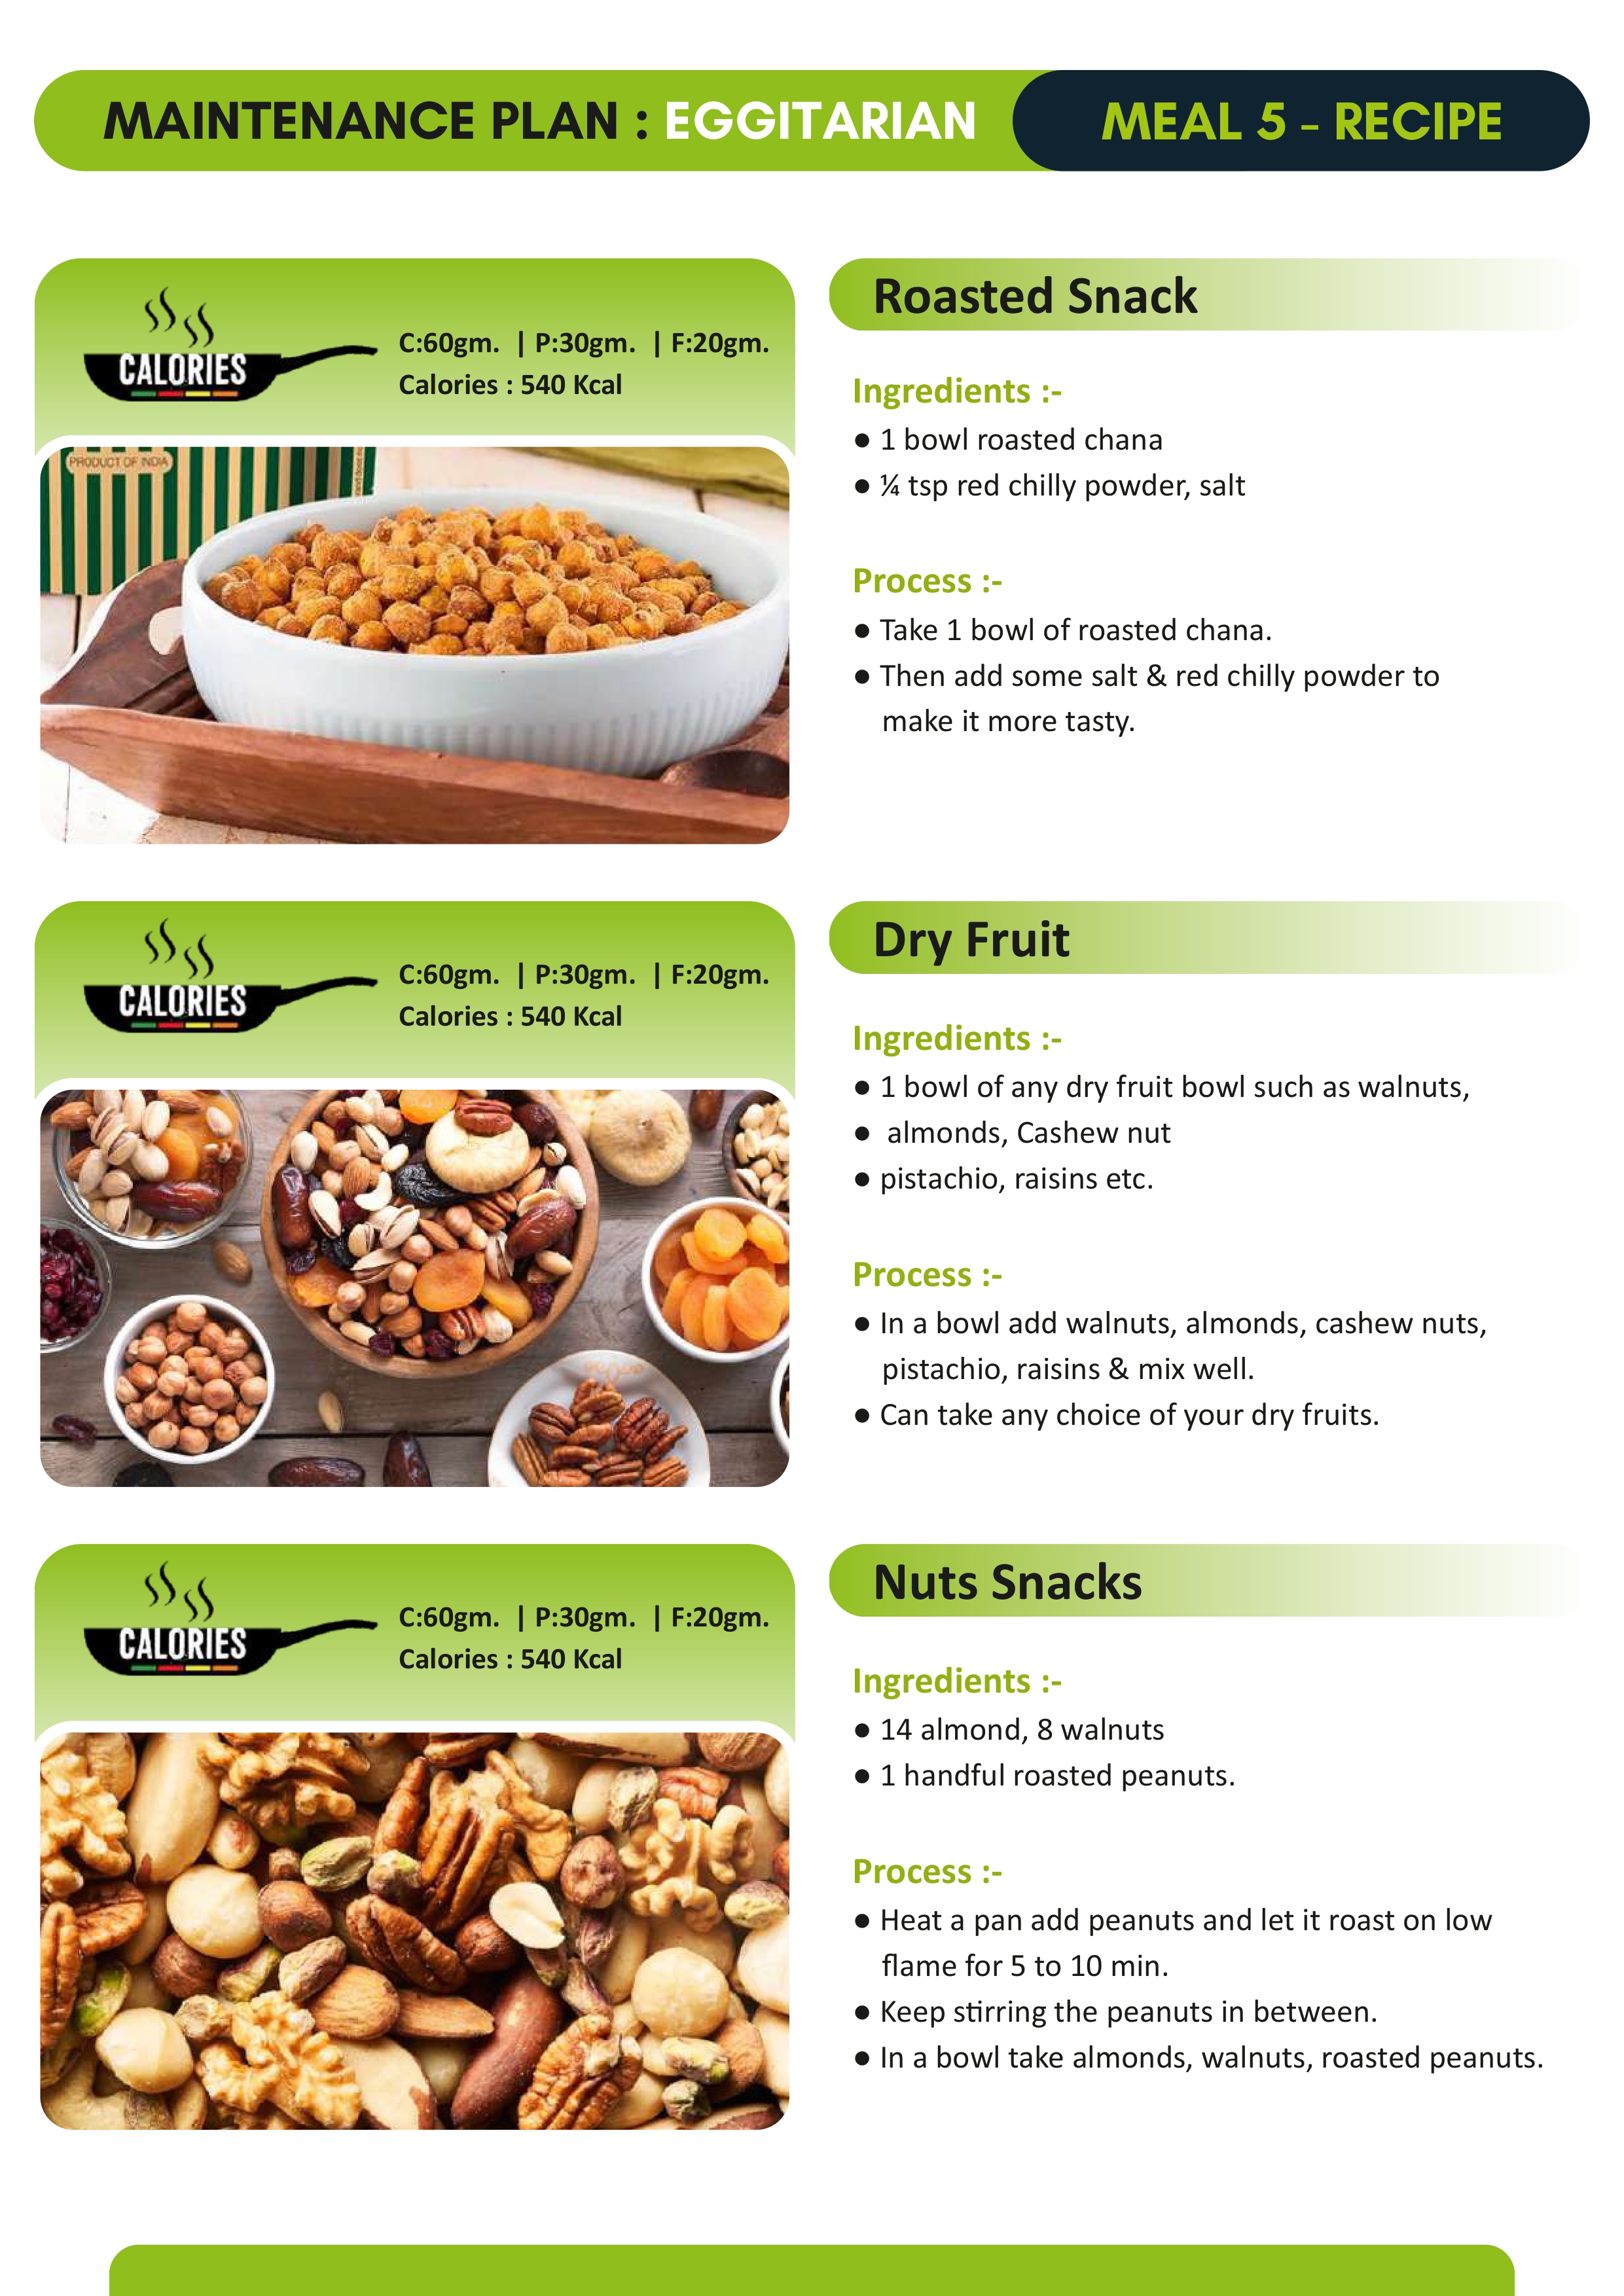 MAINTENANCE PLAN : EGGITARIAN
MEAL 5 - RECIPE
CALORIES
C:60gm. | P:30gm. | F:20gm.
Calories : 540 Kcal
PRODUCT OF INDIA
Roasted Snack
Ingredients :-
● 1 bowl roasted chana
● ¼ tsp red chilly powder, salt
Process :-
● Take 1 bowl of roasted chana.
● Then add some salt & red chilly powder to
make it more tasty.
CALORIES
C:60gm. | P:30gm. | F:20gm.
Calories : 540 Kcal
Dry Fruit
Ingredients :-
● 1 bowl of any dry fruit bowl such as walnuts,
● almonds, Cashew nut
● pistachio, raisins etc.
Process :-
● In a bowl add walnuts, almonds, cashew nuts,
pistachio, raisins & mix well.
● Can take any choice of your dry fruits.
CALORIES
C:60gm. | P:30gm. | F:20gm.
Calories : 540 Kcal
Nuts Snacks
Ingredients :-
● 14 almond, 8 walnuts
● 1 handful roasted peanuts.
Process :-
● Heat a pan add peanuts and let it roast on low
flame for 5 to 10 min.
● Keep stirring the peanuts in between.
● In a bowl take almonds, walnuts, roasted peanuts.